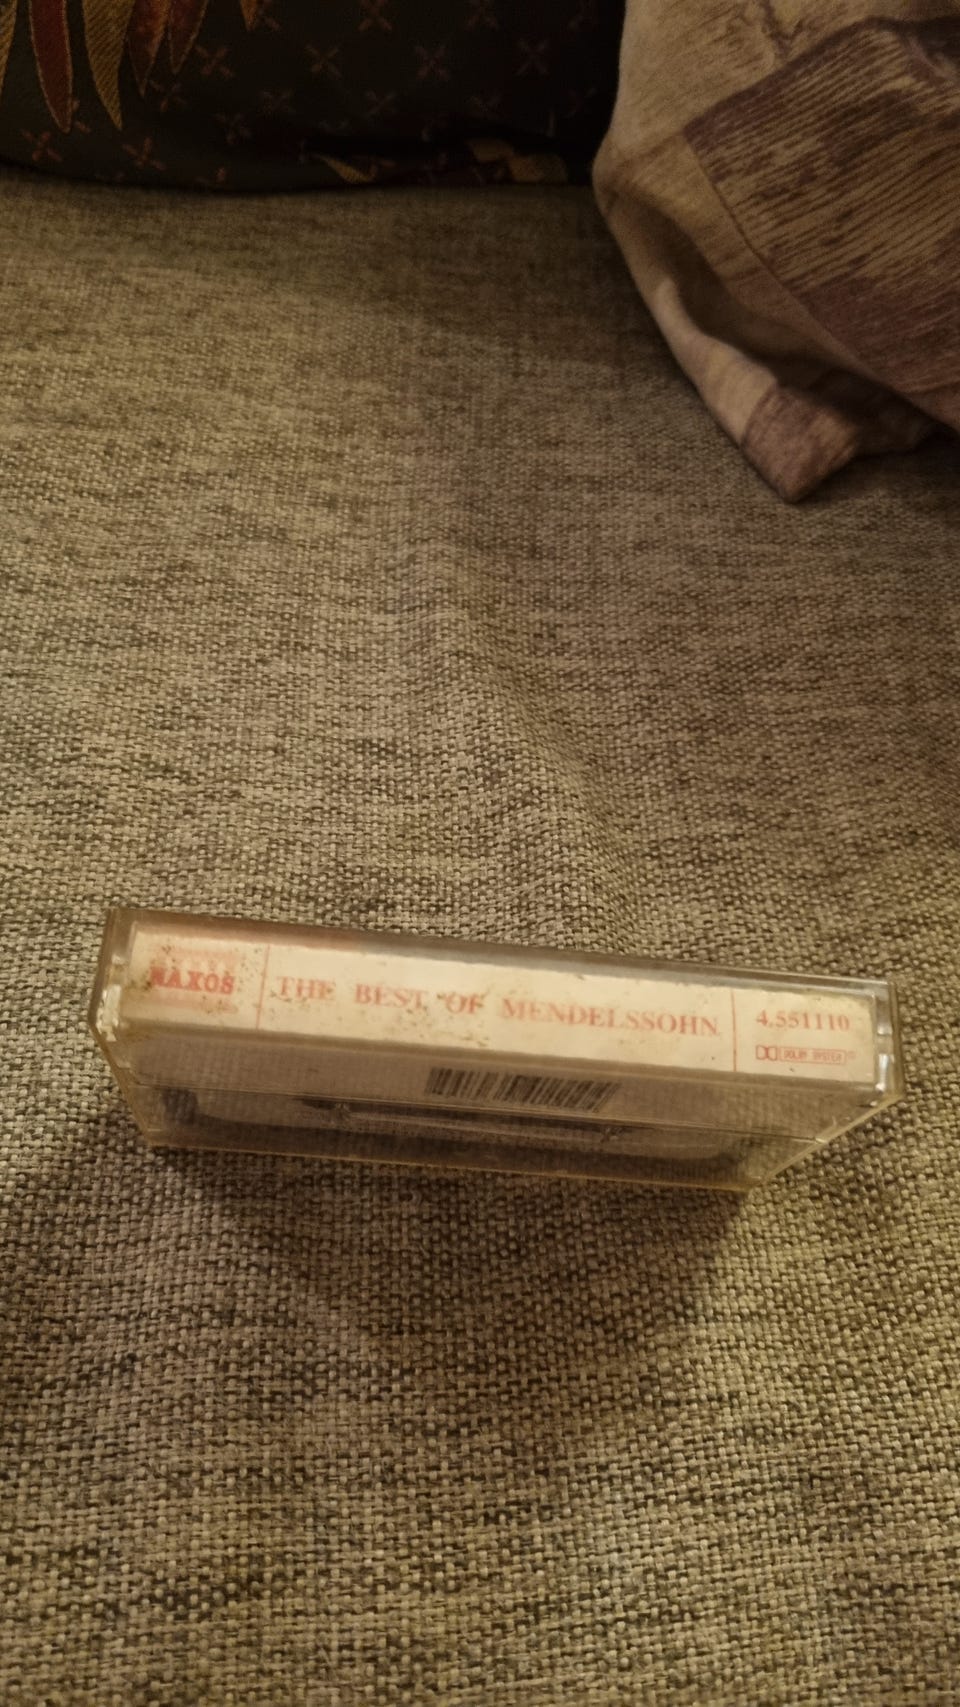 NAXOS
THE BEST OF MENDELSSOHN
4.551110
DOLBY SYSTEM